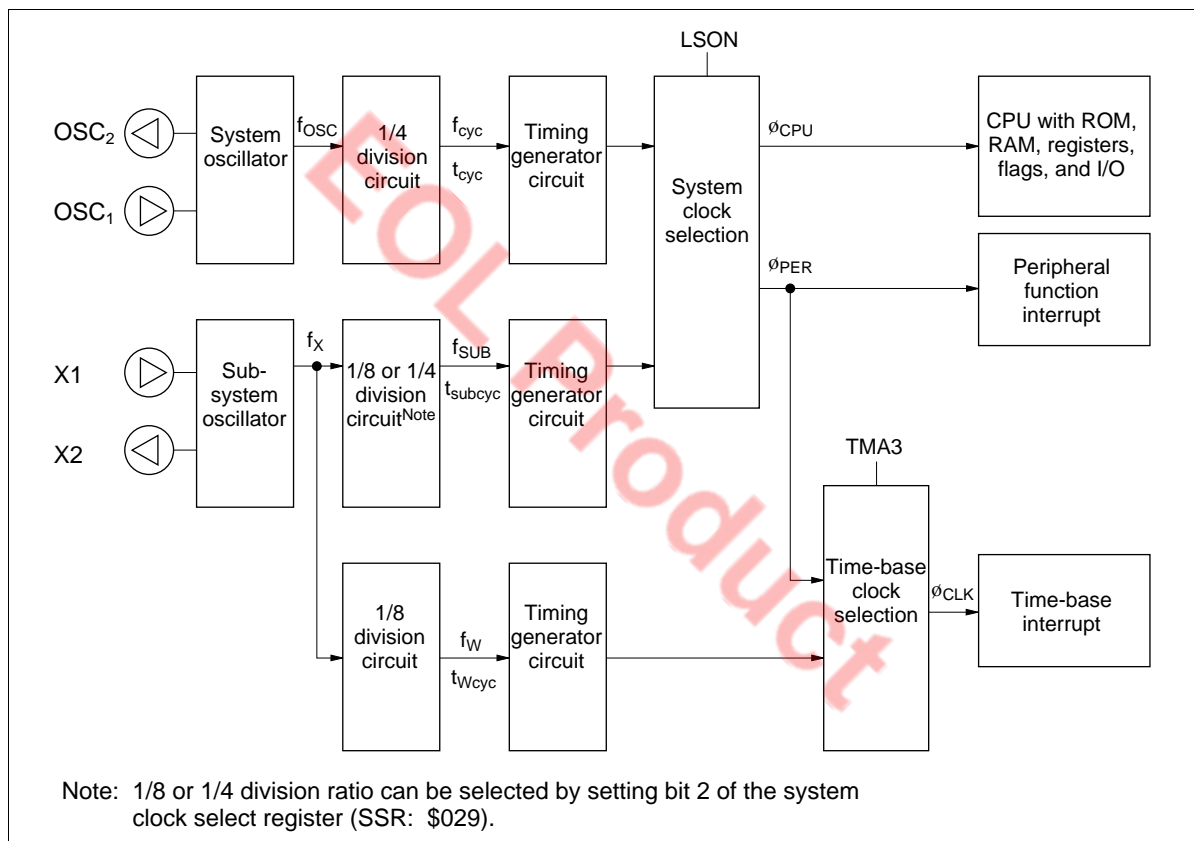 LSON
OSC₂
System
oscillator
fOSC
1/4
division
circuit
fcyc
tcyc
Timing
generator
circuit
System
clock
selection
øCPU
CPU with ROM,
RAM, registers,
flags, and I/O
OSC₁
øPER
Peripheral
function
interrupt
X1
X2
Sub-
system
oscillator
fX
1/8 or 1/4
division
circuitNote
fSUB
tsubcyc
Timing
generator
circuit
TMA3
1/8
division
circuit
fW
tWcyc
Timing
generator
circuit
Time-base
clock
selection
øCLK
Time-base
interrupt
EOL Product
Note: 1/8 or 1/4 division ratio can be selected by setting bit 2 of the system
clock select register (SSR: $029).